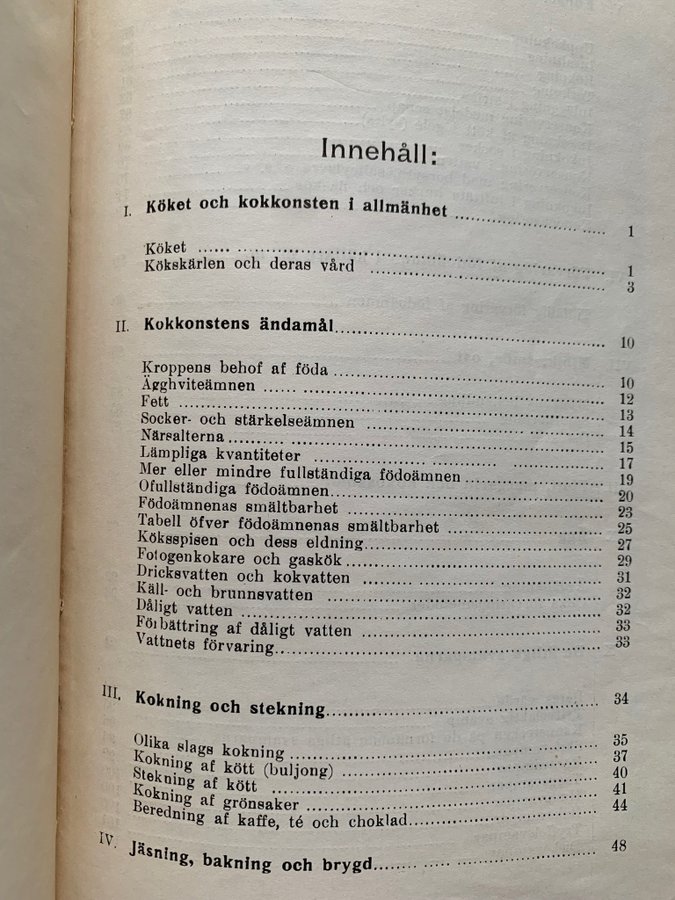 Innehåll:
I. Köket och kokkonsten i allmänhet 1
Köket 1
Kökskärlen och deras vård 3
II. Kokkonstens ändamål 10
Kroppens behof af föda 10
Ägghviteämnen 12
Fett 13
Socker- och stärkelseämnen 14
Närsalterna 15
Lämpliga kvantiteter 17
Mer eller mindre fullständiga födoämnen 19
Ofullständiga födoämnen 20
Födoämnenas smältbarhet 23
Tabell öfver födoämnenas smältbarhet 25
Köksspisen och dess eldning 27
Fotogenkokare och gaskök 29
Dricksvatten och kokvatten 31
Käll- och brunnsvatten 32
Dåligt vatten 32
Förbättring af dåligt vatten 33
Vattnets förvaring 33
III. Kokning och stekning 34
Olika slags kokning 35
Kokning af kött (buljong) 37
Stekning af kött 40
Kokning af grönsaker 41
Beredning af kaffe, té och choklad 44
IV. Jäsning, bakning och brygd 48